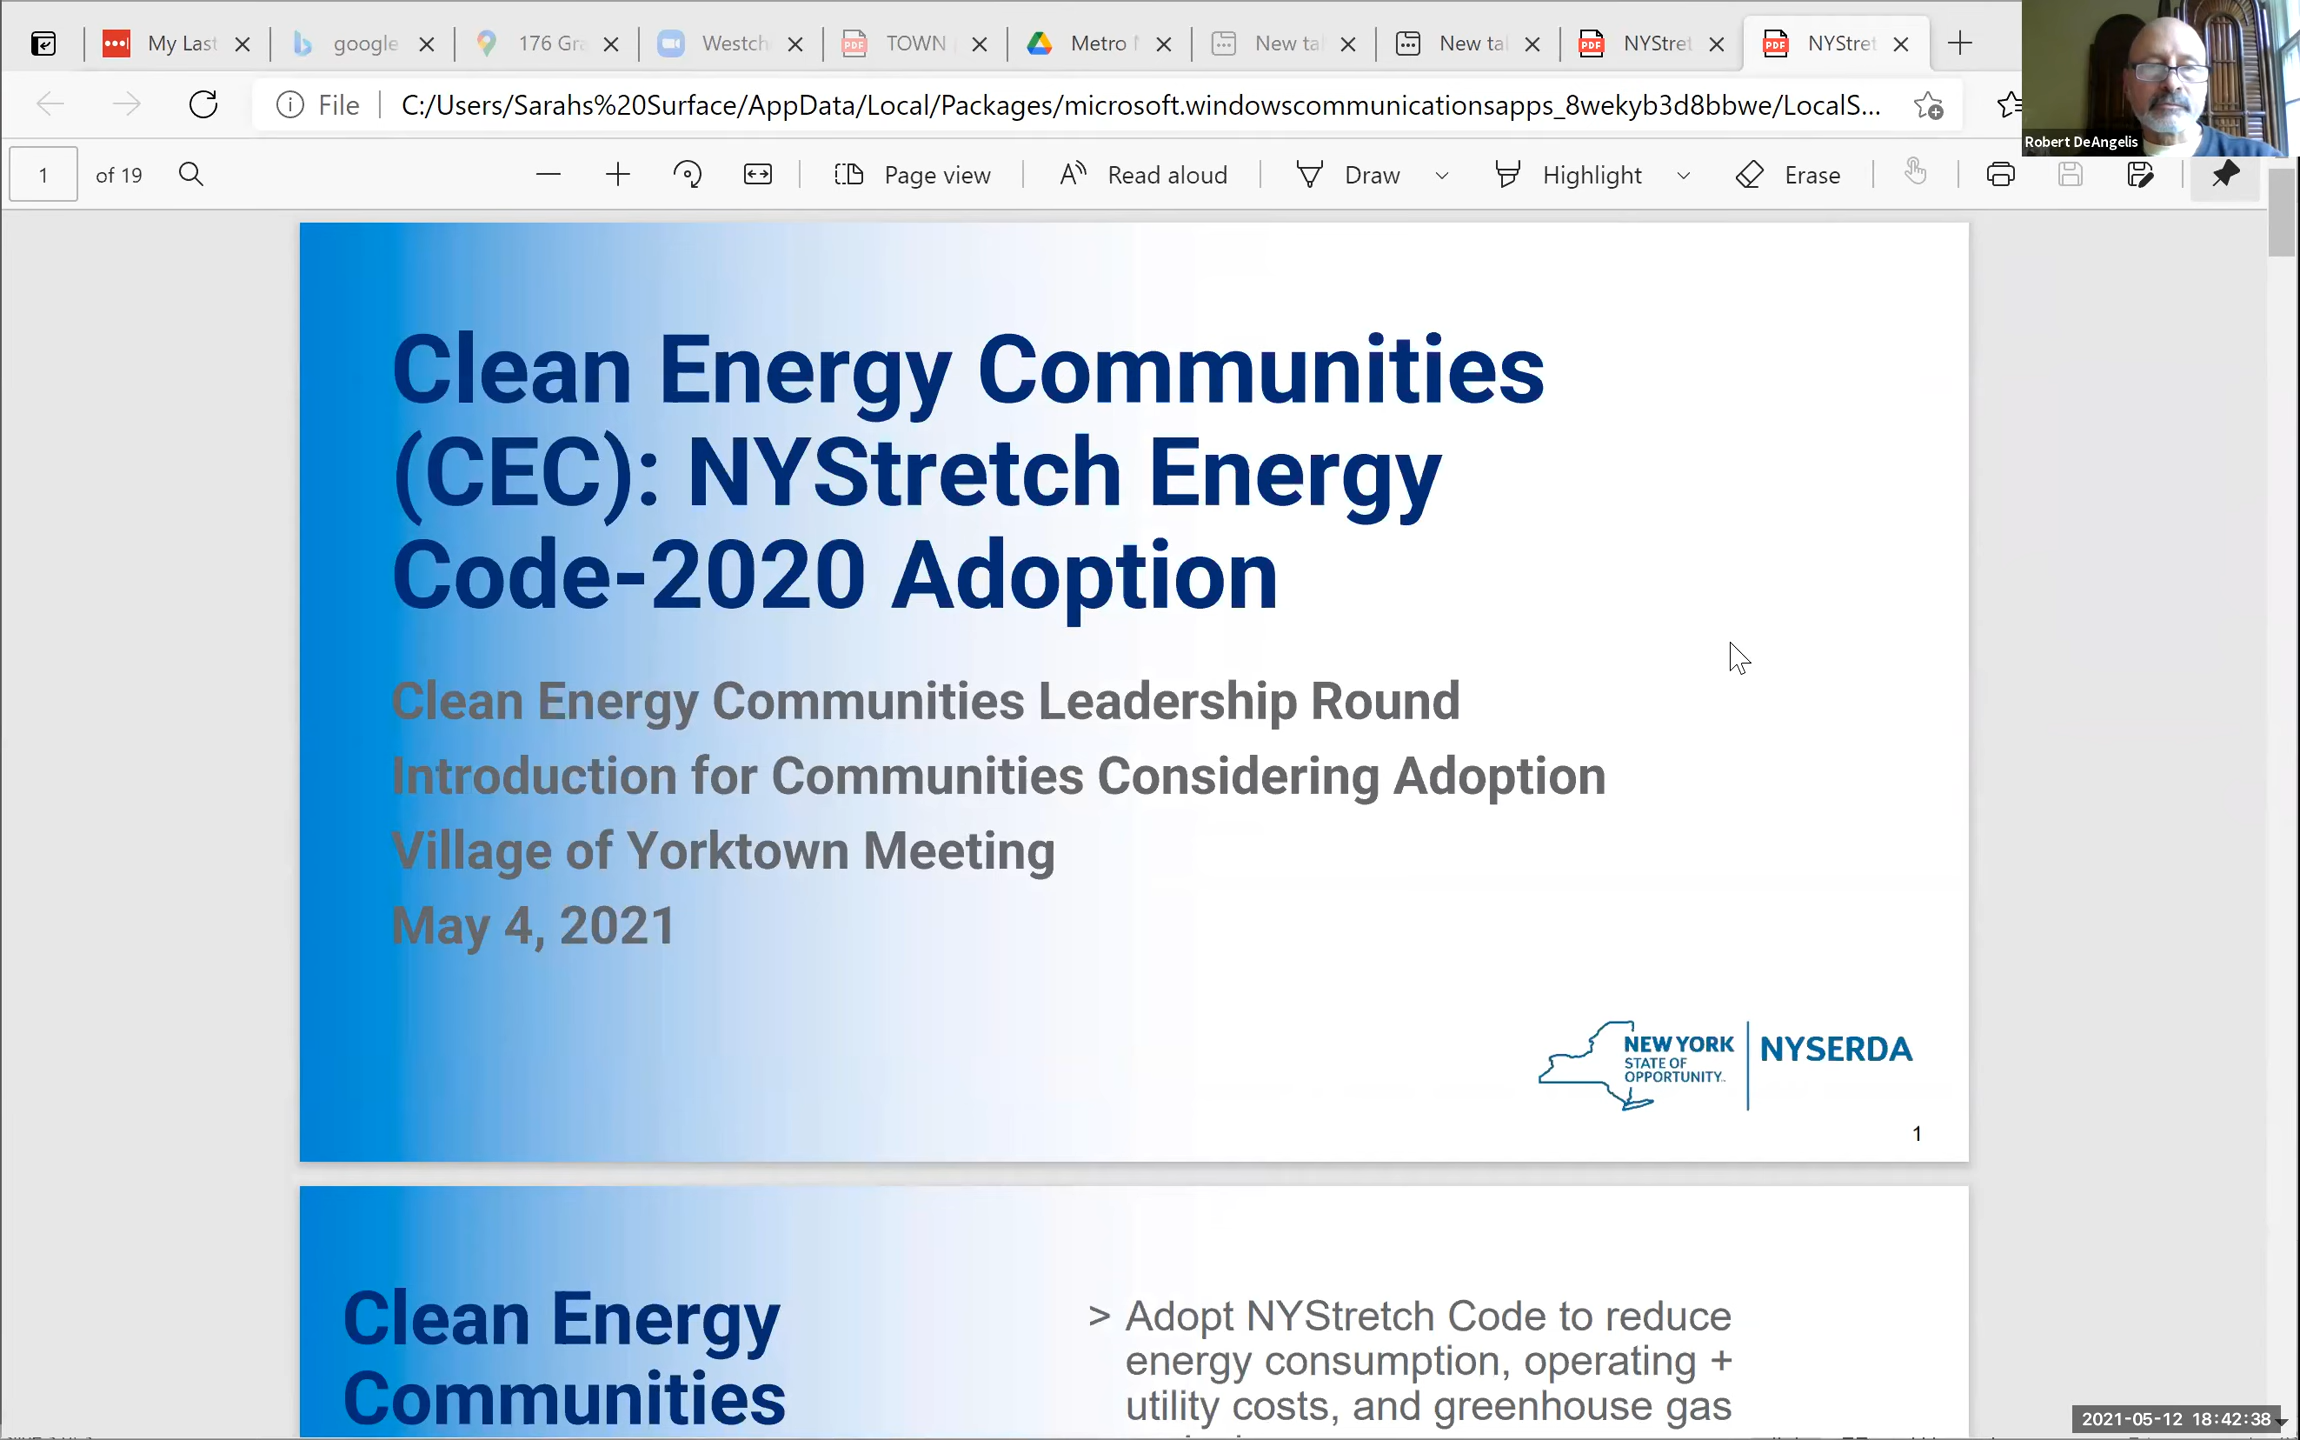 My Last
google
176 Gr
Westch
TOWN
Metro
New ta
New ta
NYStret
NYStret
File
C:/Users/Sarahs%20Surface/AppData/Local/Packages/microsoft.windowscommunicationsapps_8wekyb3d8bbwe/LocalS...
Robert DeAngelis
1 of 19
Page view
Read aloud
Draw
Highlight
Erase
Clean Energy Communities
(CEC): NYStretch Energy
Code-2020 Adoption
Clean Energy Communities Leadership Round
Introduction for Communities Considering Adoption
Village of Yorktown Meeting
May 4, 2021
NEW YORK
STATE OF
OPPORTUNITY.
NYSERDA
1
Clean Energy
Communities
> Adopt NYStretch Code to reduce
energy consumption, operating +
utility costs, and greenhouse gas
2021-05-12 18:42:38